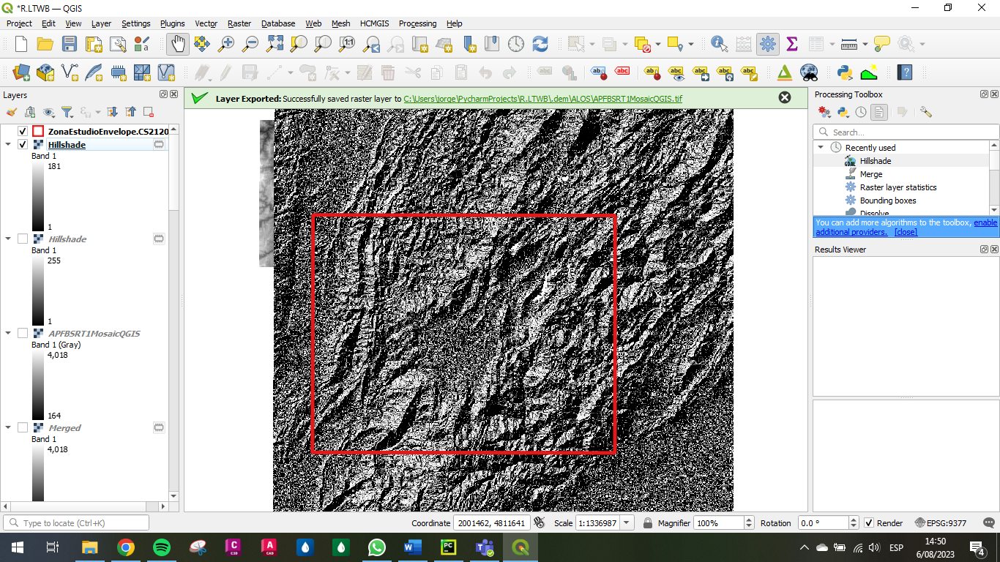 *R.LTWB — QGIS
Project Edit View Layer Settings Plugins Vector Raster Database Web Mesh HCMGIS Processing Help
Layers
ZonaEstudioEnvelope.CS2120
Hillshade
Band 1
181
1
Hillshade
Band 1
255
1
APFBSRT1MosaicQGIS
Band 1 (Gray)
4,018
164
Merged
Band 1
4,018
Layer Exported: Successfully saved raster layer to C:\Users\jorge\PycharmProjects\R.LTWB\.dem\ALOS\APFBSRT1MosaicQGIS.tif
Processing Toolbox
Search...
Recently used
Hillshade
Merge
Raster layer statistics
Bounding boxes
Dissolve
You can add more algorithms to the toolbox, enable
additional providers. [close]
Results Viewer
Type to locate (Ctrl+K)
Coordinate 2001462, 4811641 Scale 1:1336987 Magnifier 100% Rotation 0.0 ° Render EPSG:9377
ESP
14:50
6/08/2023
4